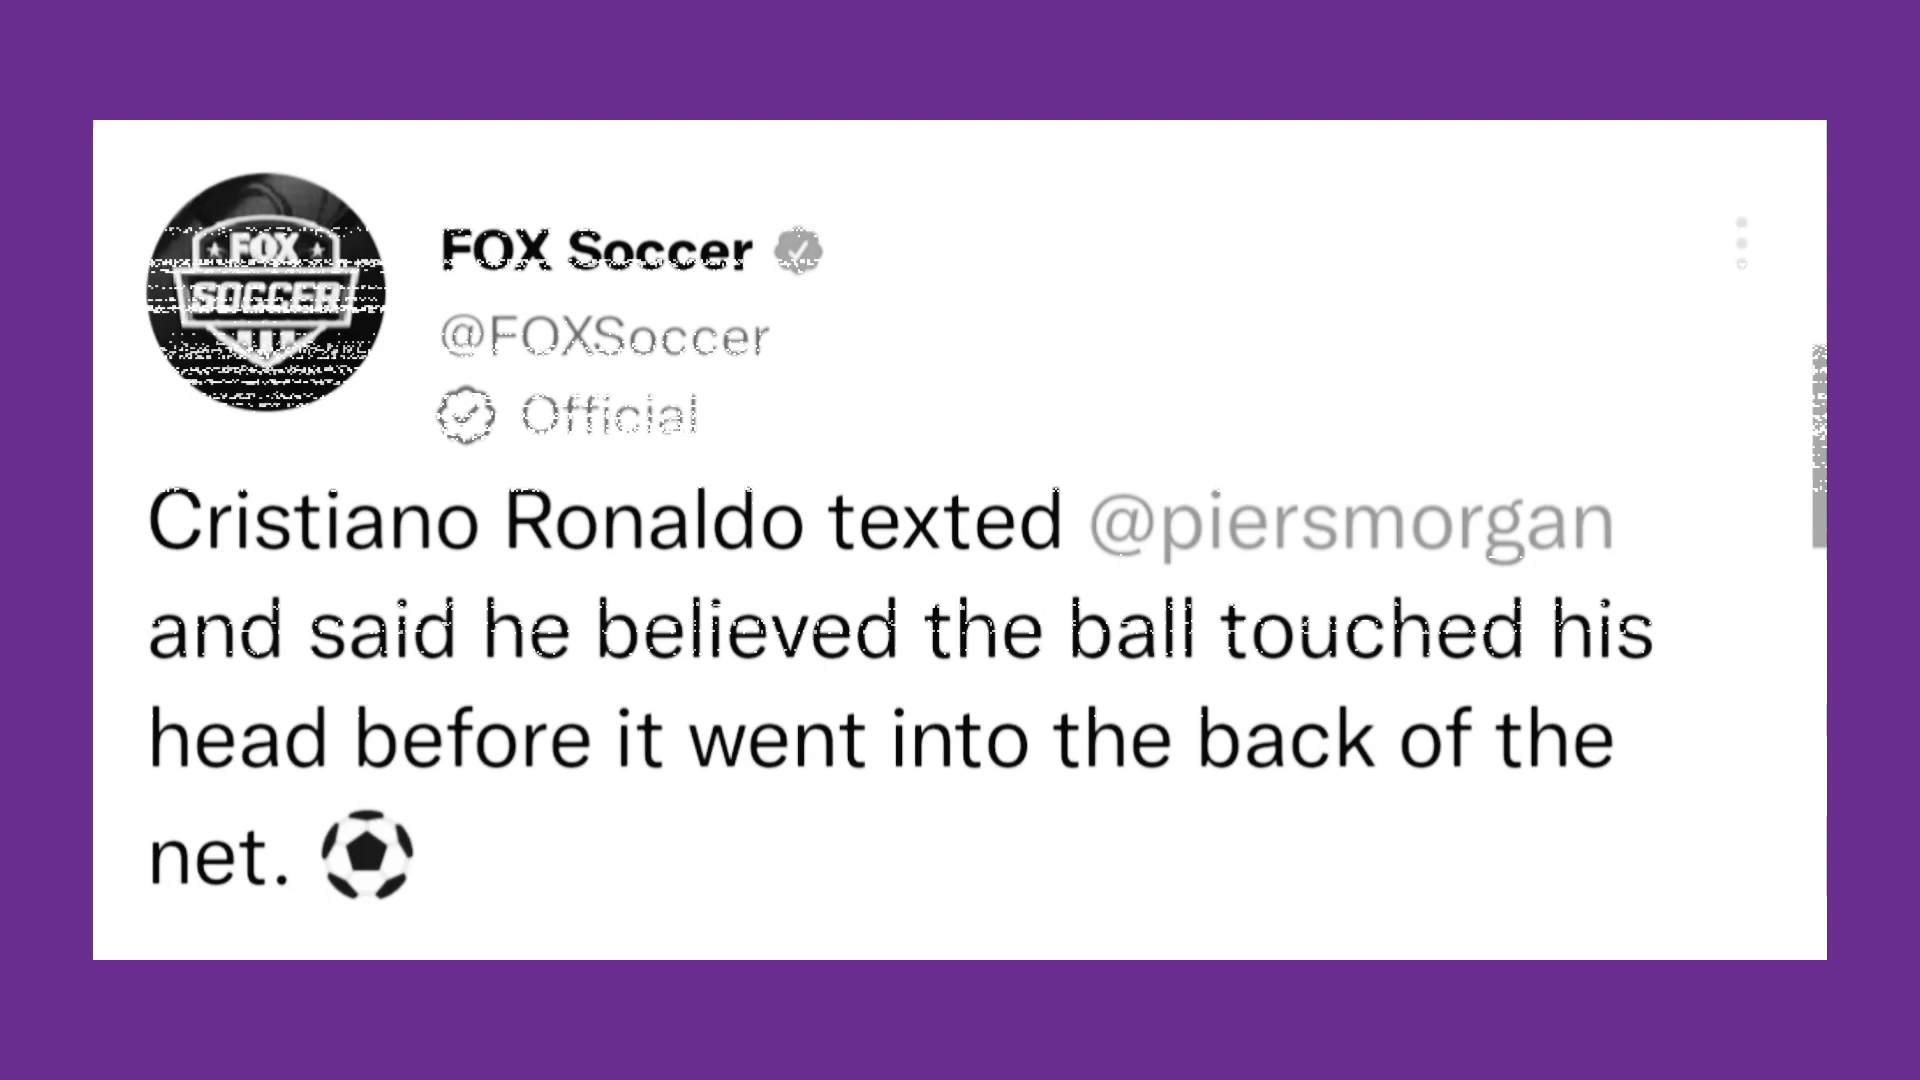 FOX
SOCCER
FOX Soccer
@FOXSoccer
Official
Cristiano Ronaldo texted @piersmorgan
and said he believed the ball touched his
head before it went into the back of the
net. ⚽